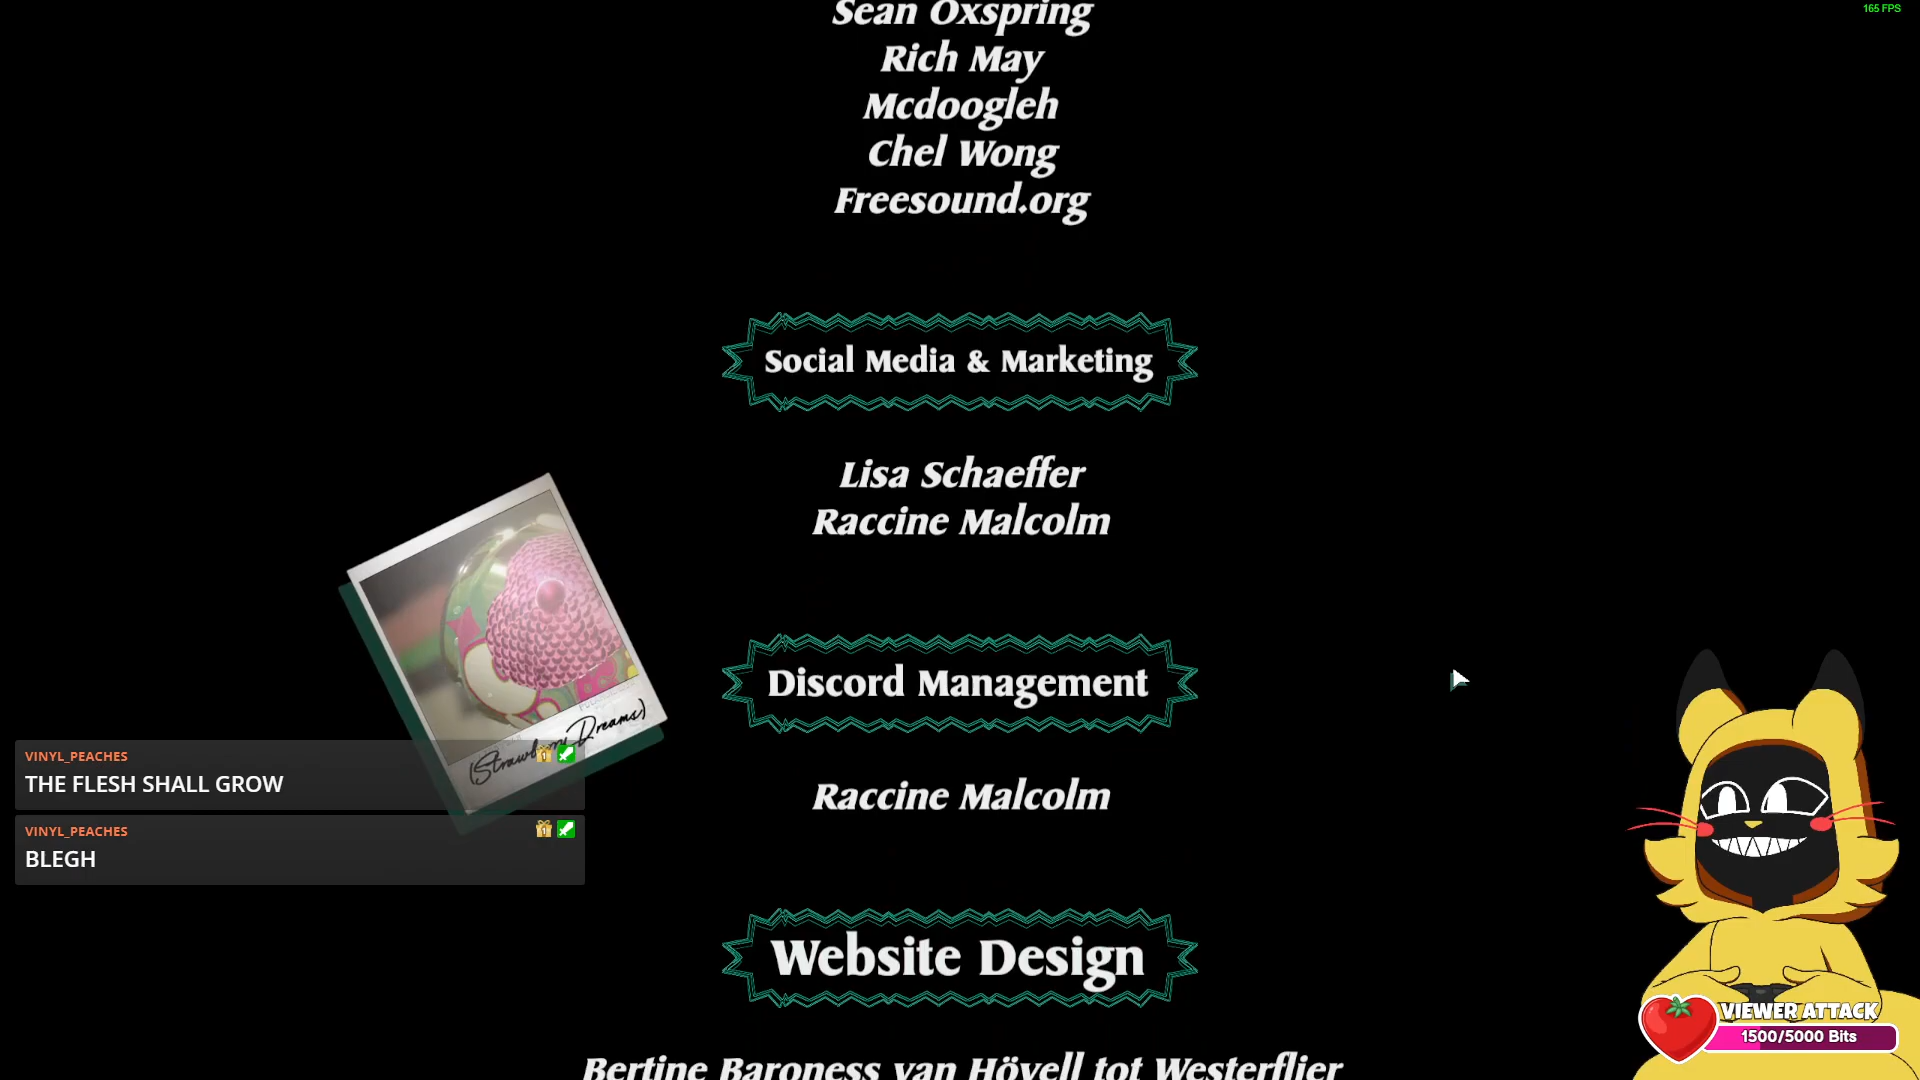 165 FPS
Sean Oxspring
Rich May
Mcdoogleh
Chel Wong
Freesound.org
Social Media & Marketing
Lisa Schaeffer
Raccine Malcolm
Discord Management
Raccine Malcolm
Website Design
Bertine Baroness van Hövell tot Westerflier
Dreams)
VINYL_PEACHES
THE FLESH SHALL GROW
VINYL_PEACHES
BLEGH
VIEWER ATTACK
1500/5000 Bits